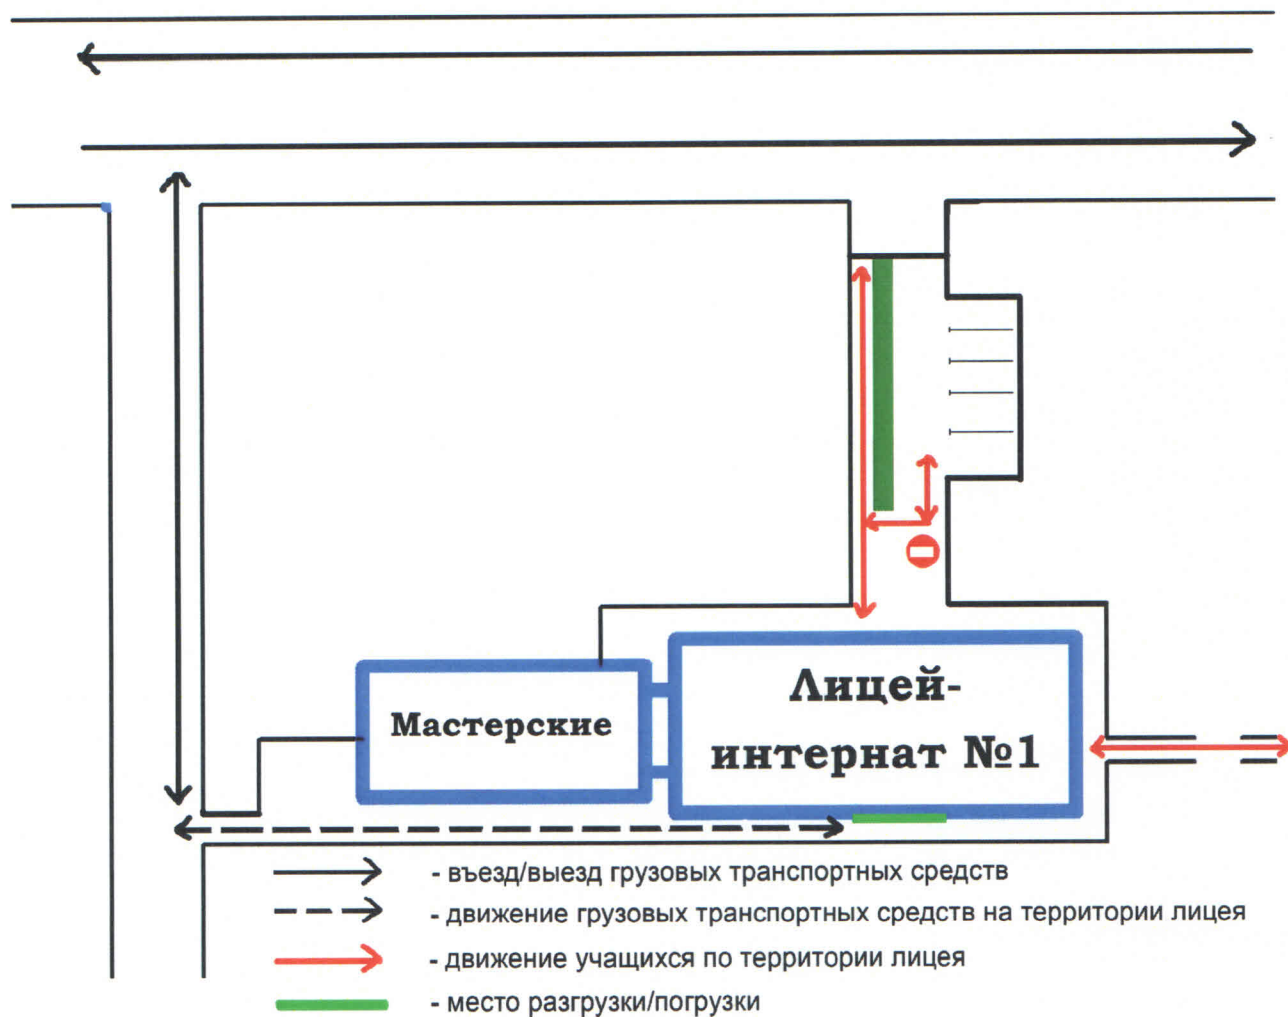 Лицей-
интернат №1
Мастерские
- въезд/выезд грузовых транспортных средств
- движение грузовых транспортных средств на территории лицея
- движение учащихся по территории лицея
- место разгрузки/погрузки